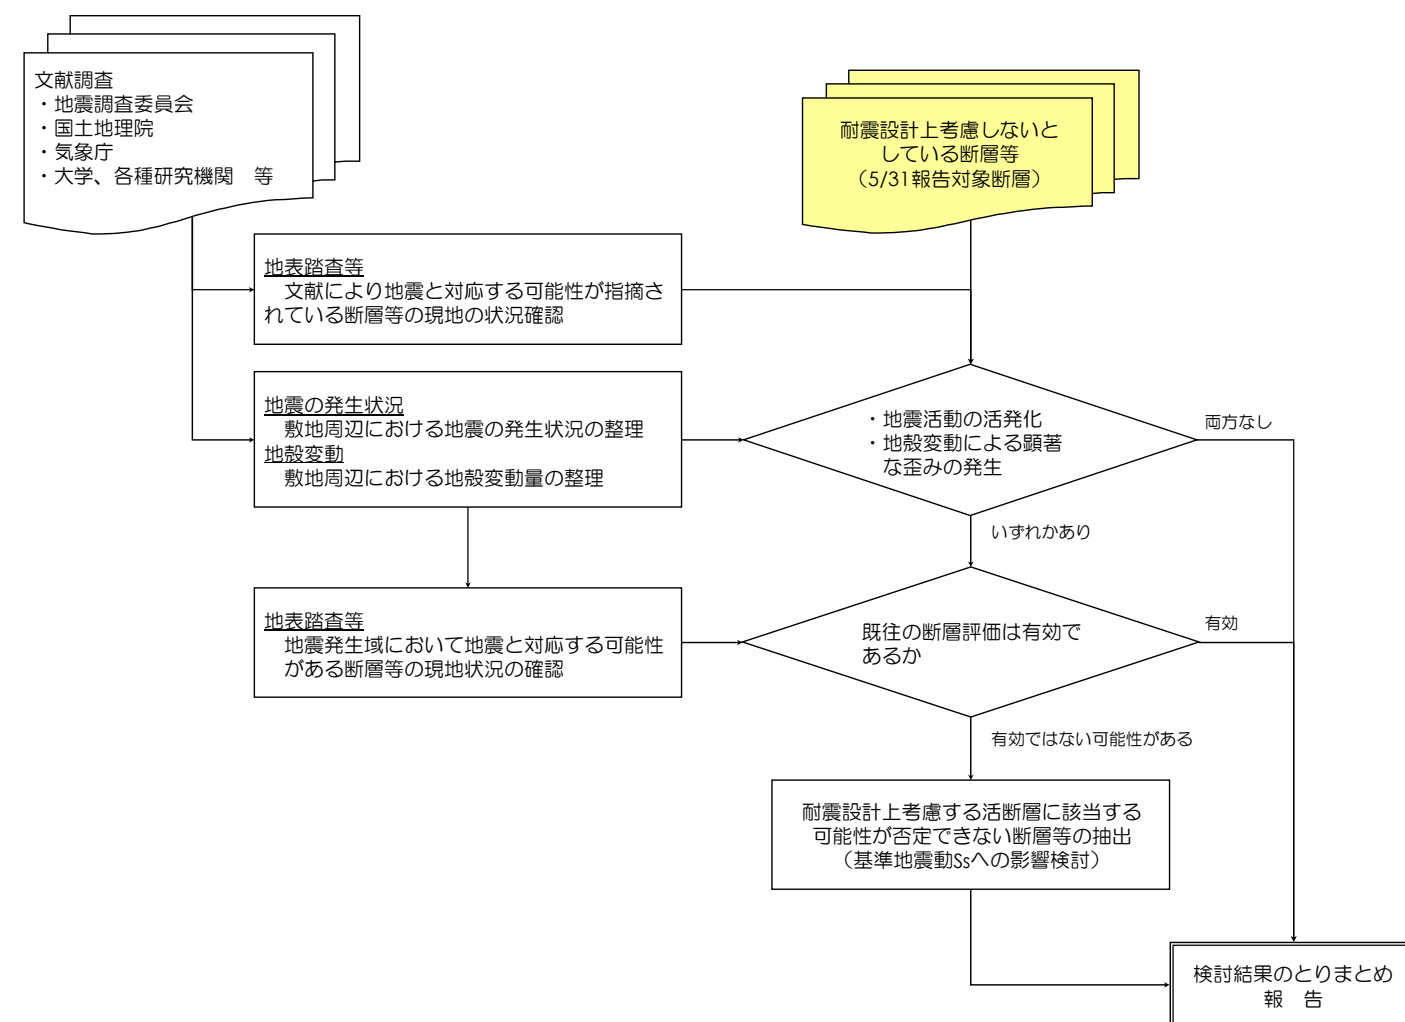 文献調査
・地震調査委員会
・国土地理院
・気象庁
・大学、各種研究機関　等
耐震設計上考慮しないと
している断層等
（5/31報告対象断層）
地表踏査等
文献により地震と対応する可能性が指摘さ
れている断層等の現地の状況確認
地震の発生状況
敷地周辺における地震の発生状況の整理
地殻変動
敷地周辺における地殻変動量の整理
・地震活動の活発化
・地殻変動による顕著
な歪みの発生
両方なし
いずれかあり
地表踏査等
地震発生域において地震と対応する可能性
がある断層等の現地状況の確認
既往の断層評価は有効で
あるか
有効
有効ではない可能性がある
耐震設計上考慮する活断層に該当する
可能性が否定できない断層等の抽出
（基準地震動Ssへの影響検討）
検討結果のとりまとめ
報　告